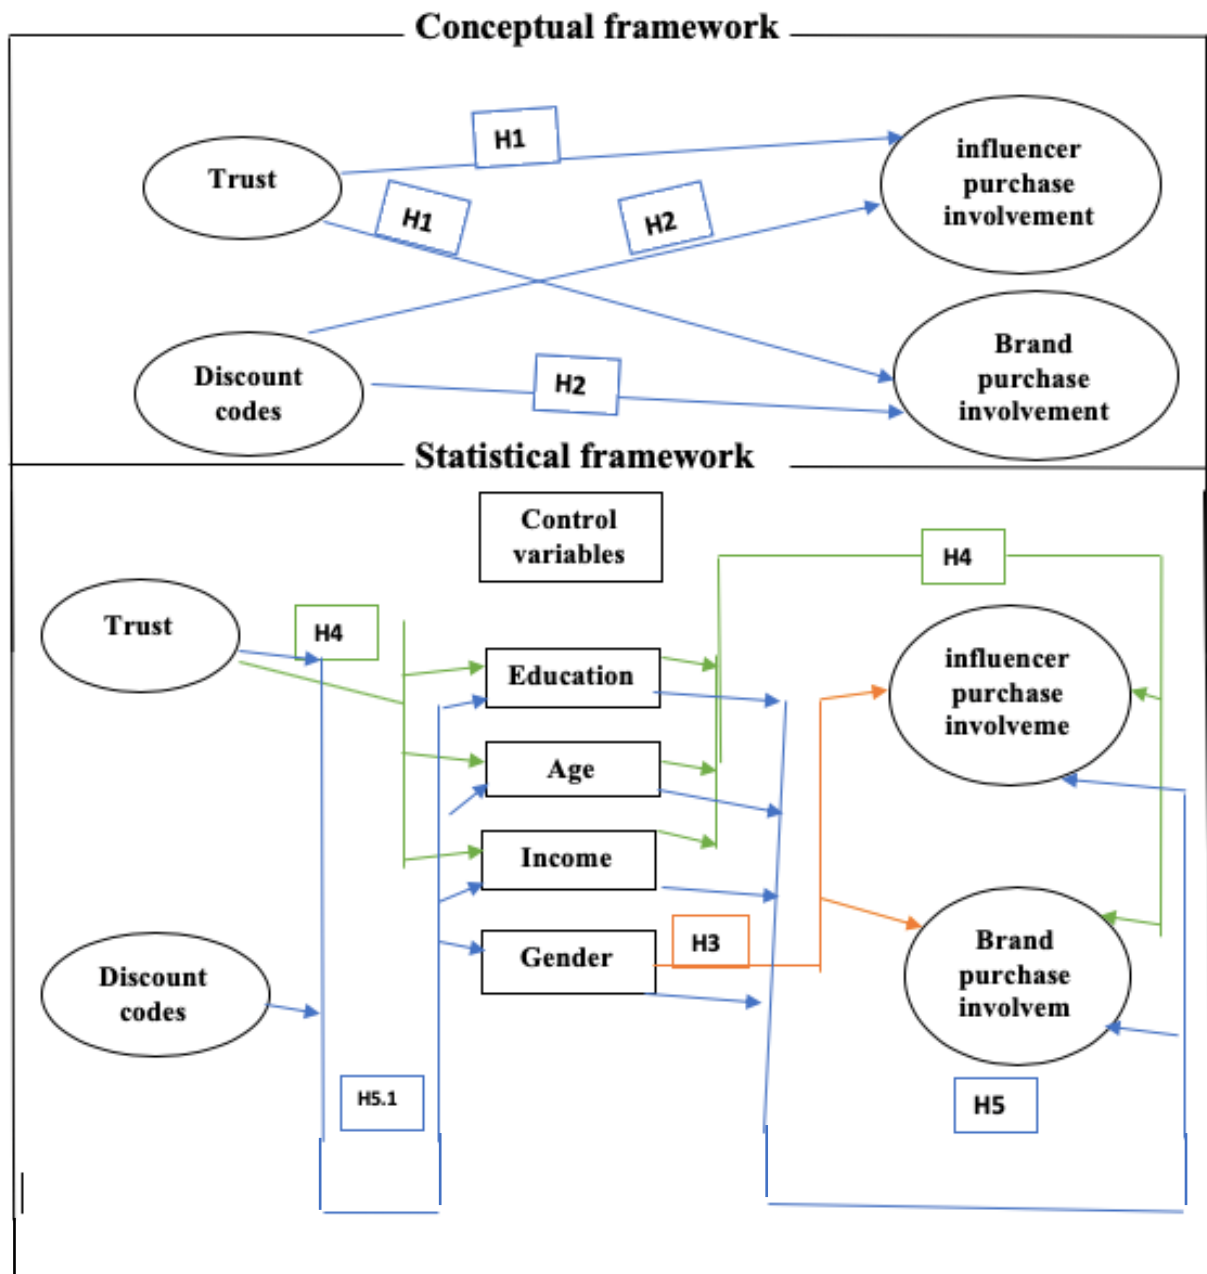 Conceptual framework
H1
Trust
influencer
purchase
involvement
H1
H2
Discount
codes
H2
Brand
purchase
involvement
Statistical framework
Control
variables
H4
Trust
H4
Education
influencer
purchase
involveme
Age
Income
Gender
H3
Discount
codes
Brand
purchase
involvem
H5.1
H5